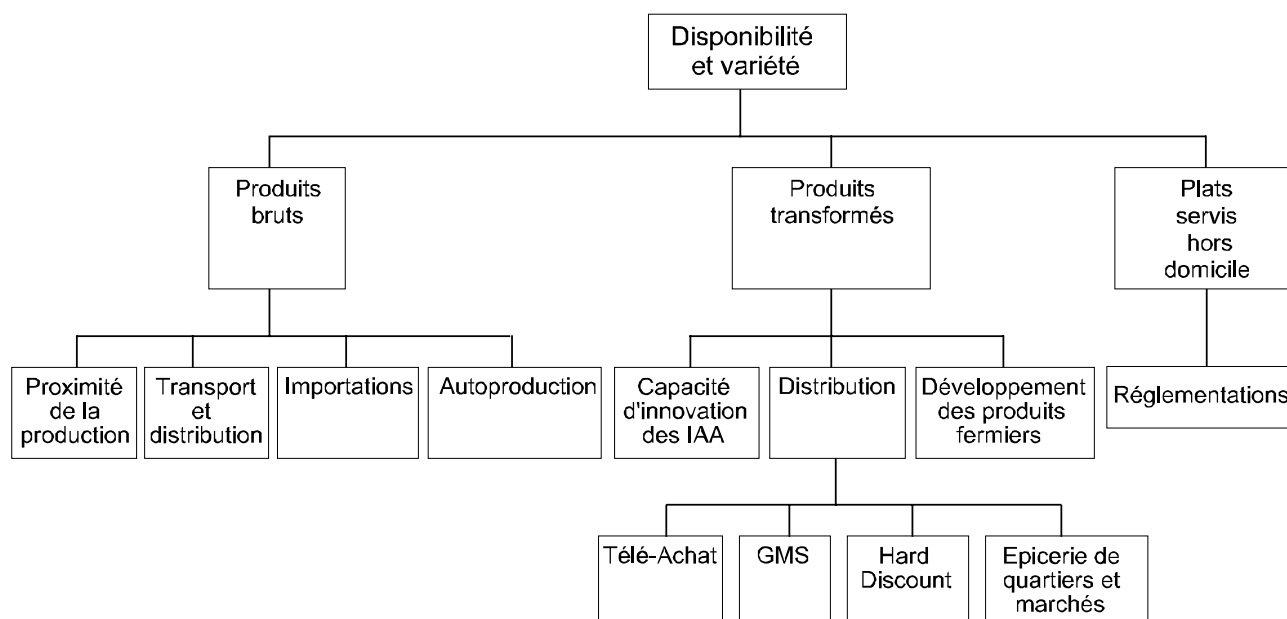 Disponibilité
et variété
Produits
bruts
Produits
transformés
Plats
servis
hors
domicile
Proximité
de la
production
Transport
et
distribution
Importations
Autoproduction
Capacité
d'innovation
des IAA
Distribution
Développement
des produits
fermiers
Réglementations
Télé-Achat
GMS
Hard
Discount
Epicerie de
quartiers et
marchés